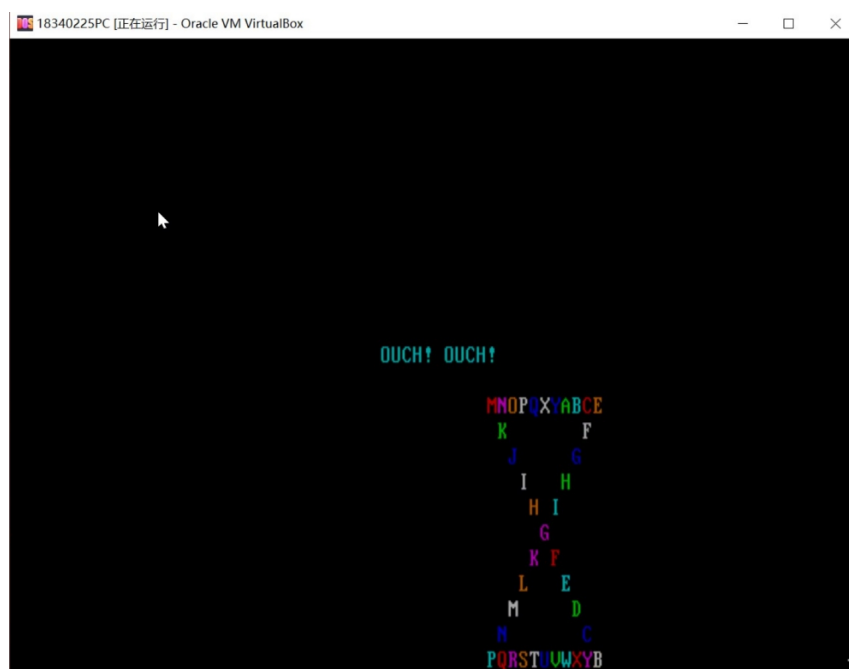 18340225PC [正在运行] - Oracle VM VirtualBox
OUCH! OUCH!
MNOPQXYABCE
K F
J G
I H
H I
G
K F
L E
M D
N C
PQRSTUVWXYB